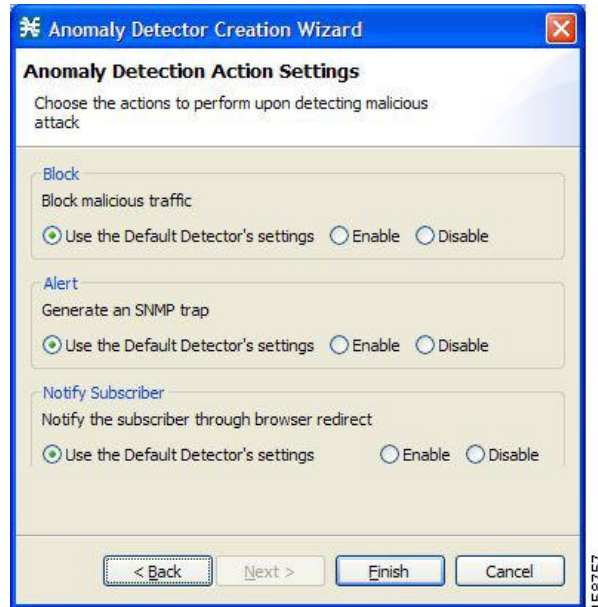 Anomaly Detector Creation Wizard
Anomaly Detection Action Settings
Choose the actions to perform upon detecting malicious
attack
Block
Block malicious traffic
Use the Default Detector's settings Enable Disable
Alert
Generate an SNMP trap
Use the Default Detector's settings Enable Disable
Notify Subscriber
Notify the subscriber through browser redirect
Use the Default Detector's settings Enable Disable
< Back Next > Finish Cancel